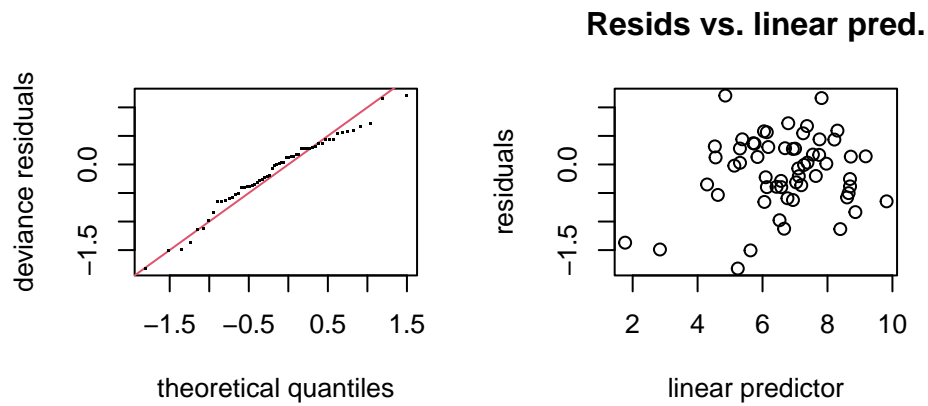 Resids vs. linear pred.
deviance residuals
0.0
−1.5
−1.5 −0.5 0.5 1.5
theoretical quantiles
residuals
0.0
−1.5
2 4 6 8 10
linear predictor